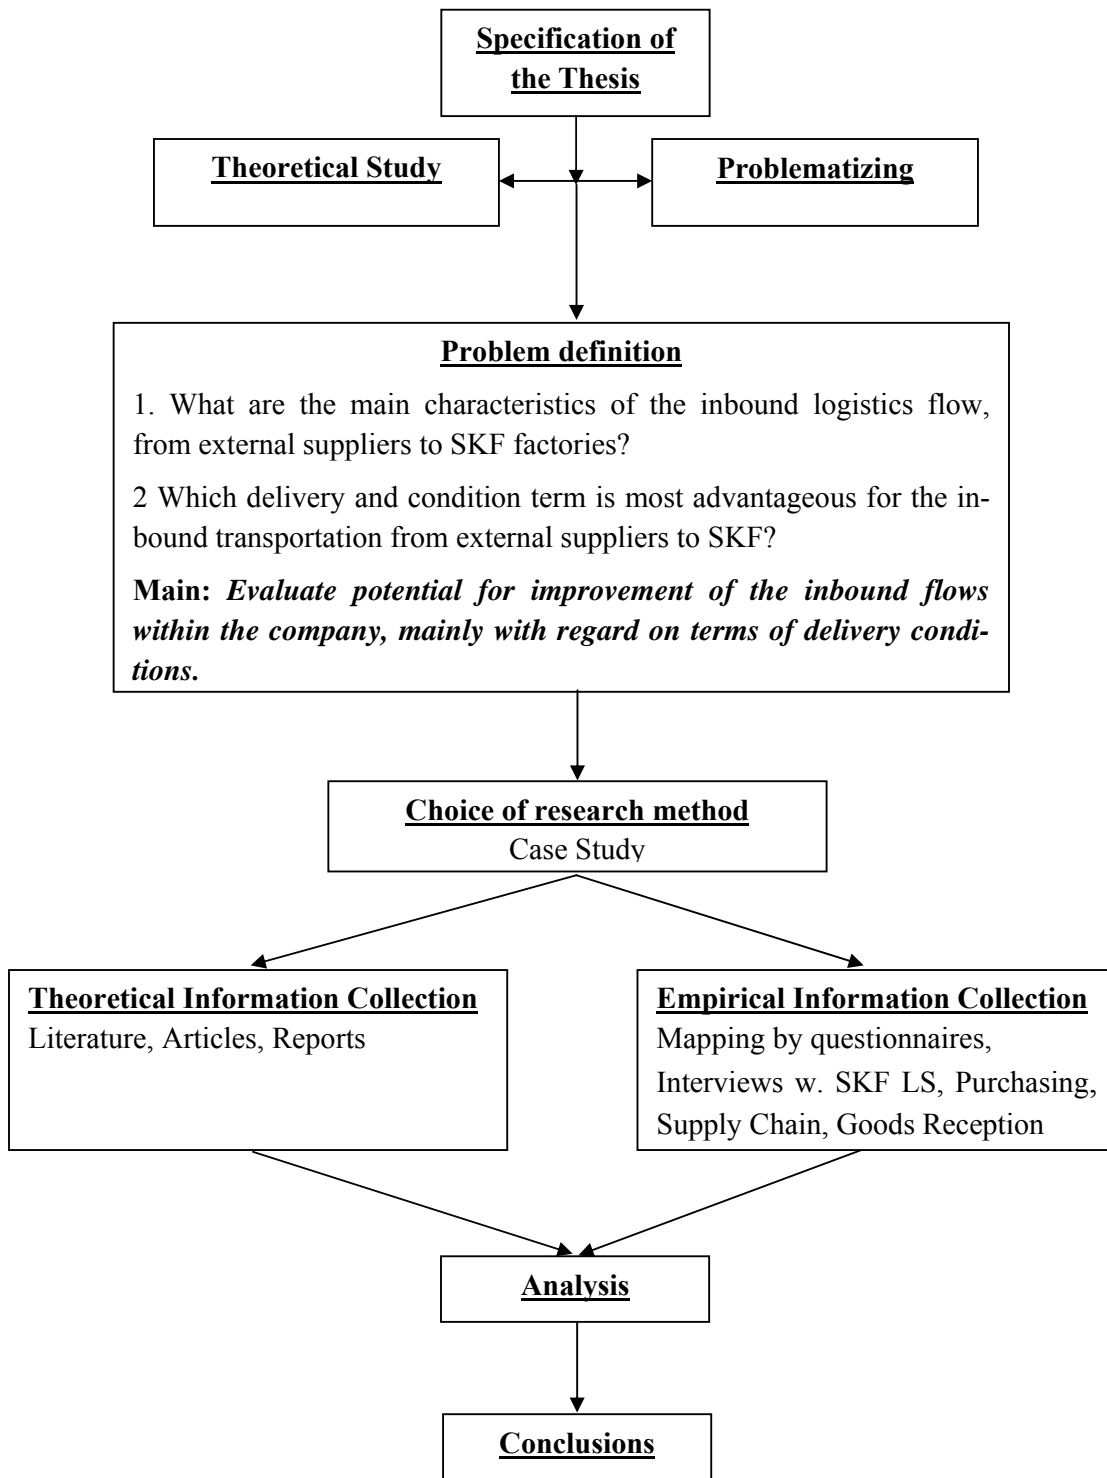 Specification of
the Thesis
Theoretical Study
Problematizing
Problem definition
1. What are the main characteristics of the inbound logistics flow,
from external suppliers to SKF factories?
2 Which delivery and condition term is most advantageous for the in-
bound transportation from external suppliers to SKF?
Main: Evaluate potential for improvement of the inbound flows
within the company, mainly with regard on terms of delivery condi-
tions.
Choice of research method
Case Study
Theoretical Information Collection
Literature, Articles, Reports
Empirical Information Collection
Mapping by questionnaires,
Interviews w. SKF LS, Purchasing,
Supply Chain, Goods Reception
Analysis
Conclusions